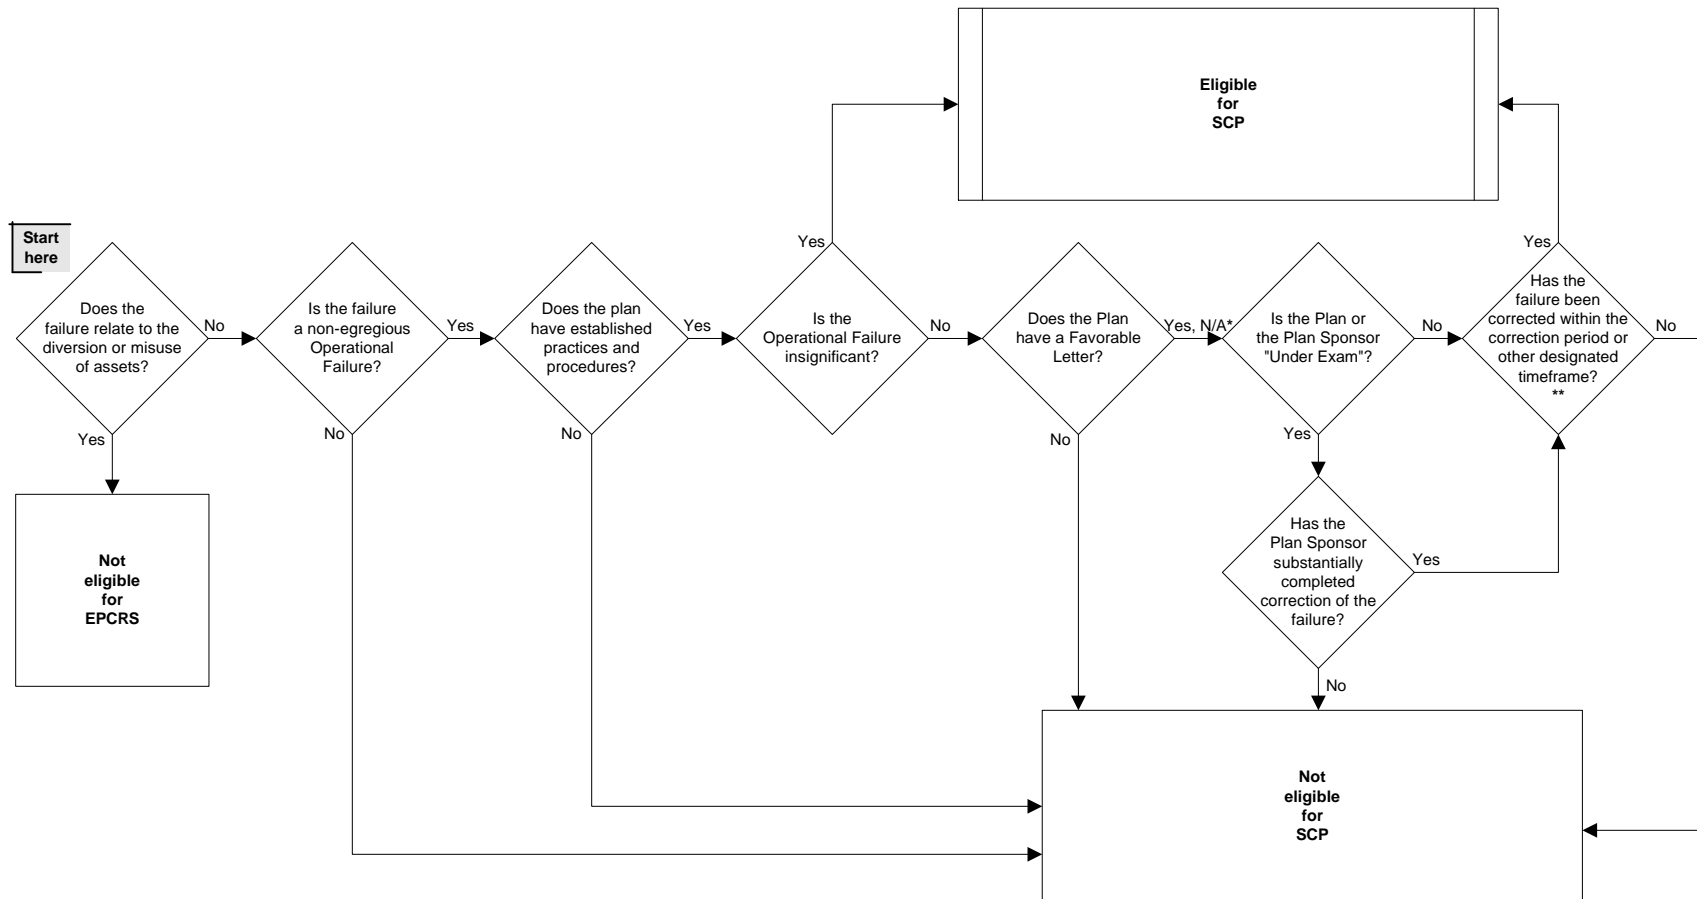 Eligible
for
SCP
Start
here
Does the
failure relate to the
diversion or misuse
of assets?
No
Yes
Not
eligible
for
EPCRS
Is the failure
a non-egregious
Operational
Failure?
Yes
No
Does the plan
have established
practices and
procedures?
Yes
No
Is the
Operational Failure
insignificant?
Yes
No
Does the Plan
have a Favorable
Letter?
Yes, N/A*
No
Is the Plan or
the Plan Sponsor
"Under Exam"?
No
Yes
Has the
Plan Sponsor
substantially
completed
correction of the
failure?
Yes
No
Has the
failure been
corrected within the
correction period or
other designated
timeframe?
**
Yes
No
Not
eligible
for
SCP